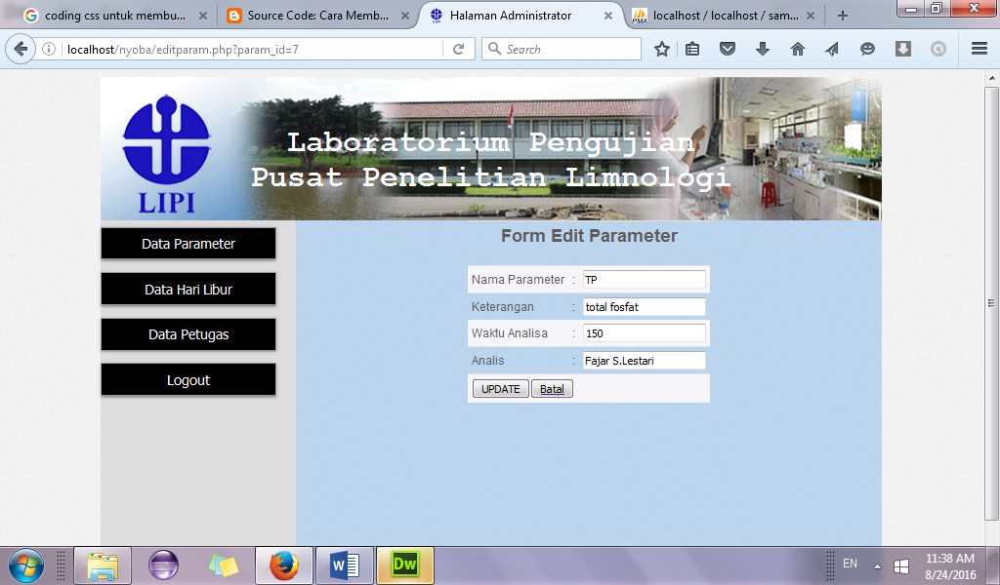 coding css untuk membu...
Source Code: Cara Memb...
Halaman Administrator
localhost / localhost / sam...
localhost/nyoba/editparam.php?param_id=7
Search
LIPI
Laboratorium Pengujian
Pusat Penelitian Limnologi
Data Parameter
Data Hari Libur
Data Petugas
Logout
Form Edit Parameter
Nama Parameter : TP
Keterangan : total fosfat
Waktu Analisa : 150
Analis : Fajar S.Lestari
UPDATE Batal
W
Dw
EN
11:38 AM
8/24/2016